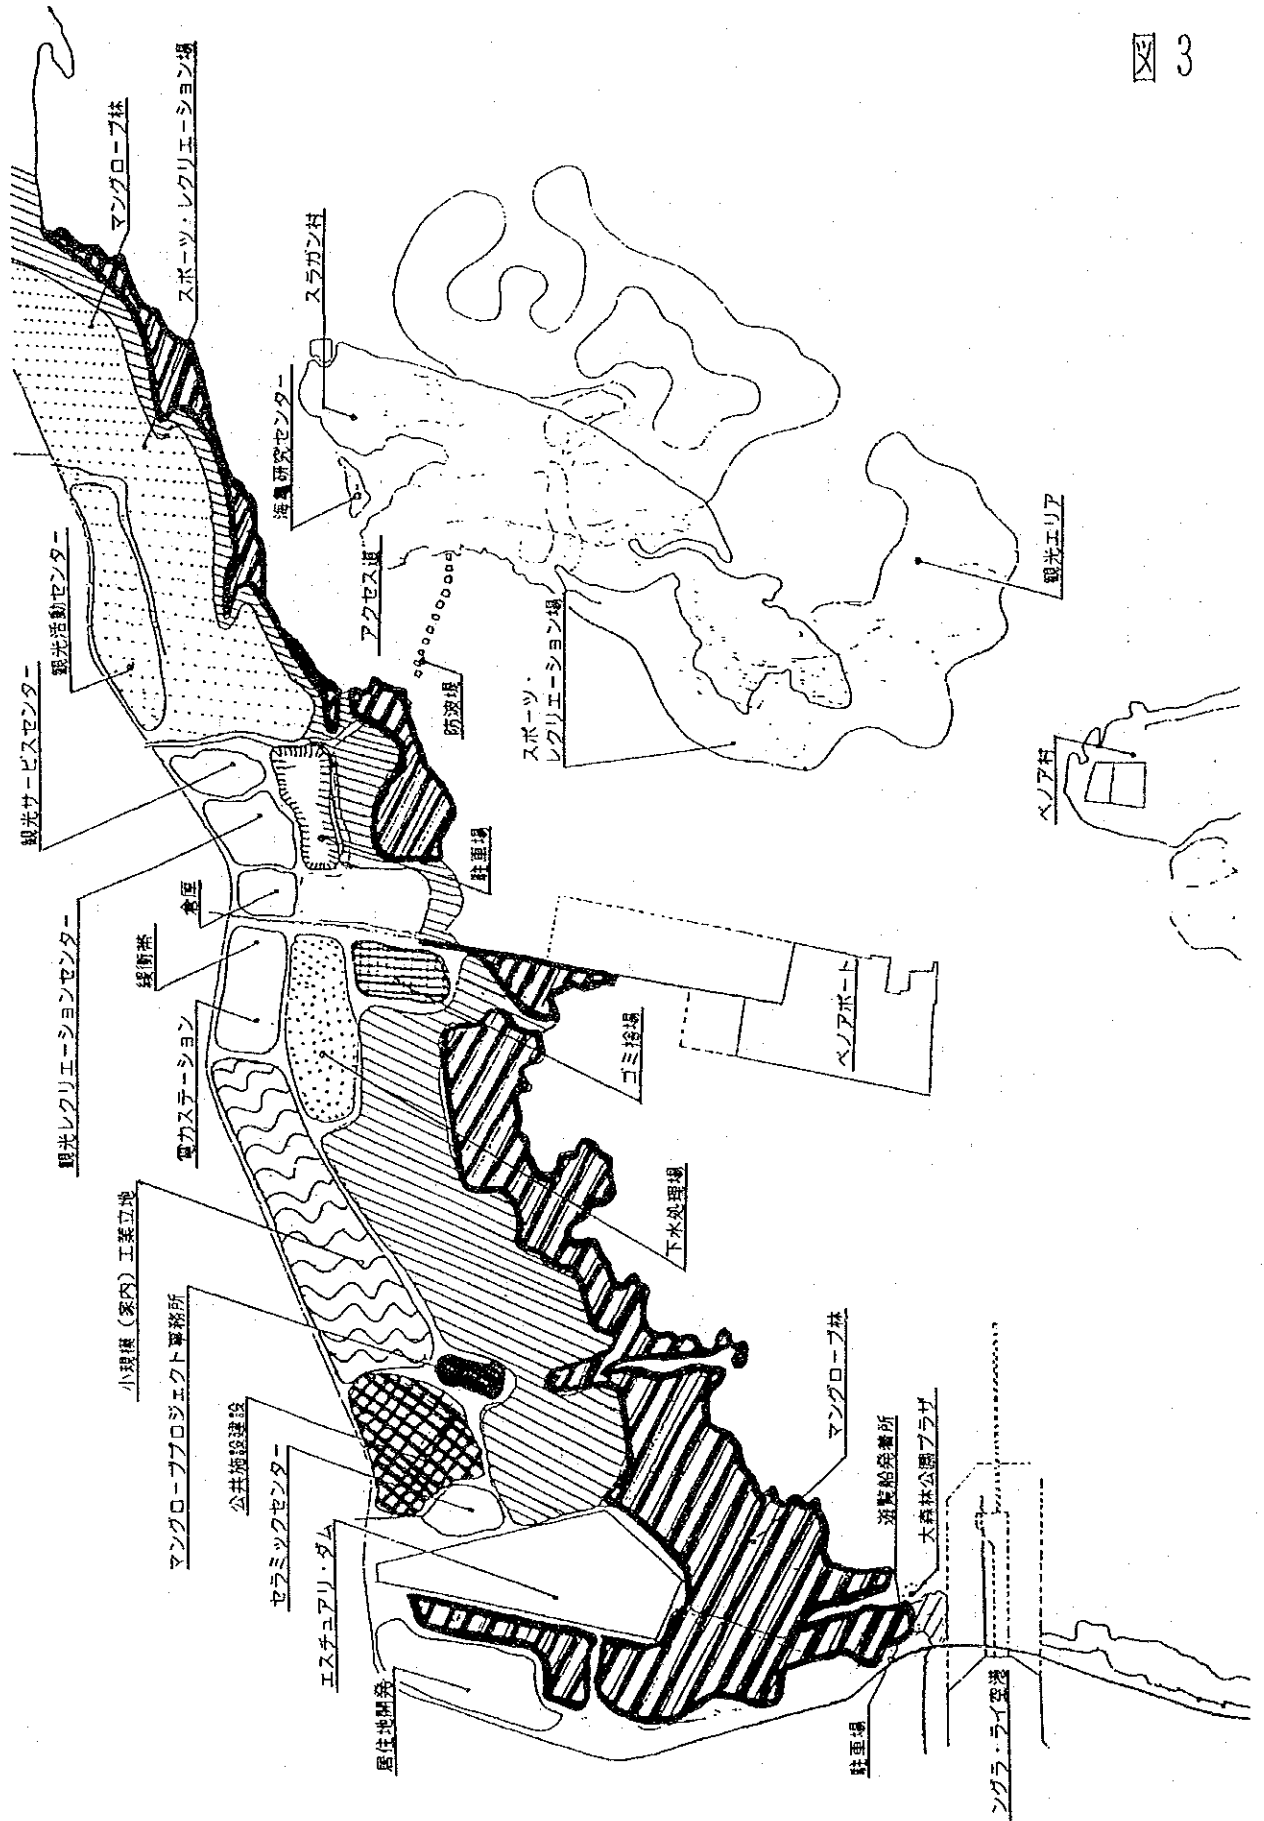 図 3
マングローブ林
スポーツ・レクリエーション場
スラガン村
海亀研究センター
アクセス道
防波堤
観光活動センター
観光サービスセンター
観光レクリエーションセンター
倉庫
緩衝帯
電力ステーション
駐車場
スポーツ・
レクリエーション場
観光エリア
ベノア村
ベノアポート
ゴミ捨場
下水処理場
小規模（家内）工業立地
マングローブプロジェクト事務所
公共施設建設
セラミックセンター
エスチュアリ・ダム
居住地開発
マングローブ林
遊覧船発着所
大森林公園プラザ
駐車場
ングラ・ライ空港